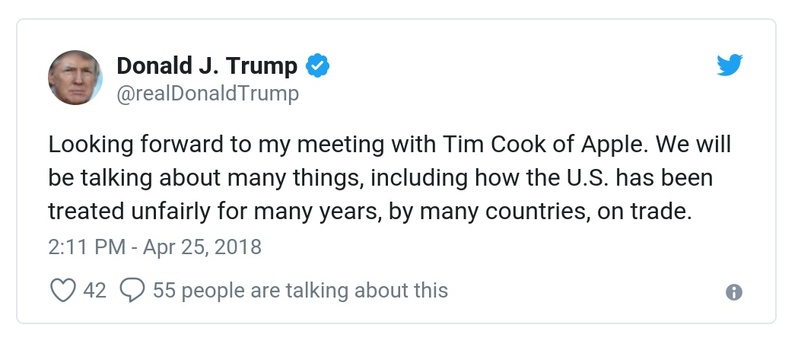 Donald J. Trump
@realDonaldTrump
Looking forward to my meeting with Tim Cook of Apple. We will
be talking about many things, including how the U.S. has been
treated unfairly for many years, by many countries, on trade.
2:11 PM - Apr 25, 2018
42 55 people are talking about this